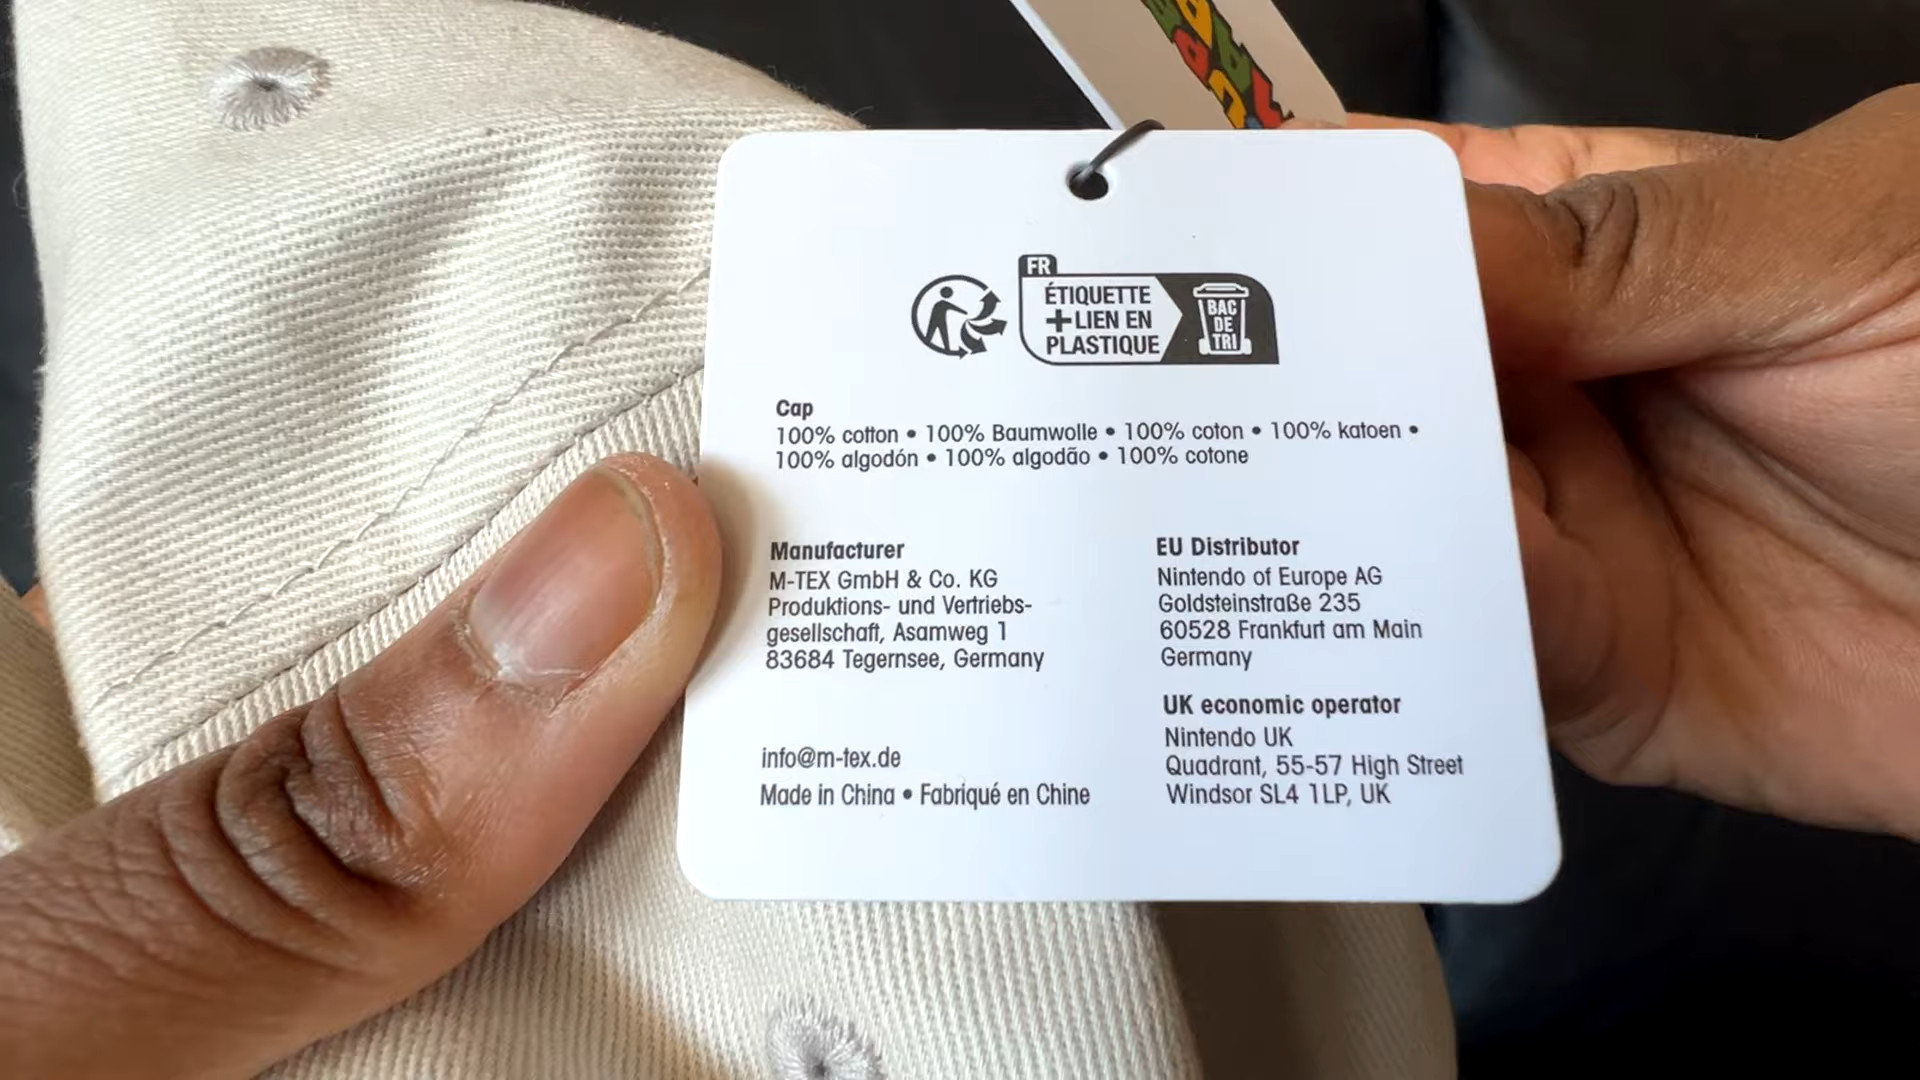 FR
ÉTIQUETTE
+ LIEN EN
PLASTIQUE
BAC
DE
TRI
Cap
100% cotton • 100% Baumwolle • 100% coton • 100% katoen •
100% algodón • 100% algodão • 100% cotone
Manufacturer
M-TEX GmbH & Co. KG
Produktions- und Vertriebs-
gesellschaft, Asamweg 1
83684 Tegernsee, Germany
info@m-tex.de
Made in China • Fabriqué en Chine
EU Distributor
Nintendo of Europe AG
Goldsteinstraße 235
60528 Frankfurt am Main
Germany
UK economic operator
Nintendo UK
Quadrant, 55-57 High Street
Windsor SL4 1LP, UK